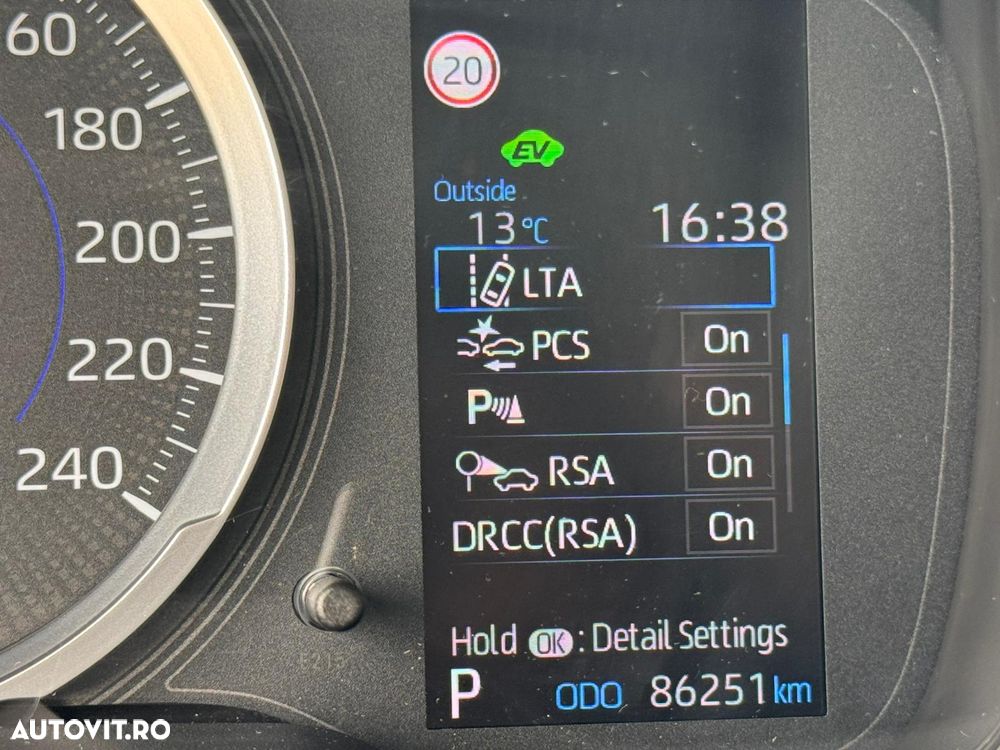 60
180
200
220
240
20
EV
Outside
13°C 16:38
LTA
PCS On
P On
RSA On
DRCC(RSA) On
Hold OK : Detail Settings
P ODO 86251 km
AUTOVIT.RO